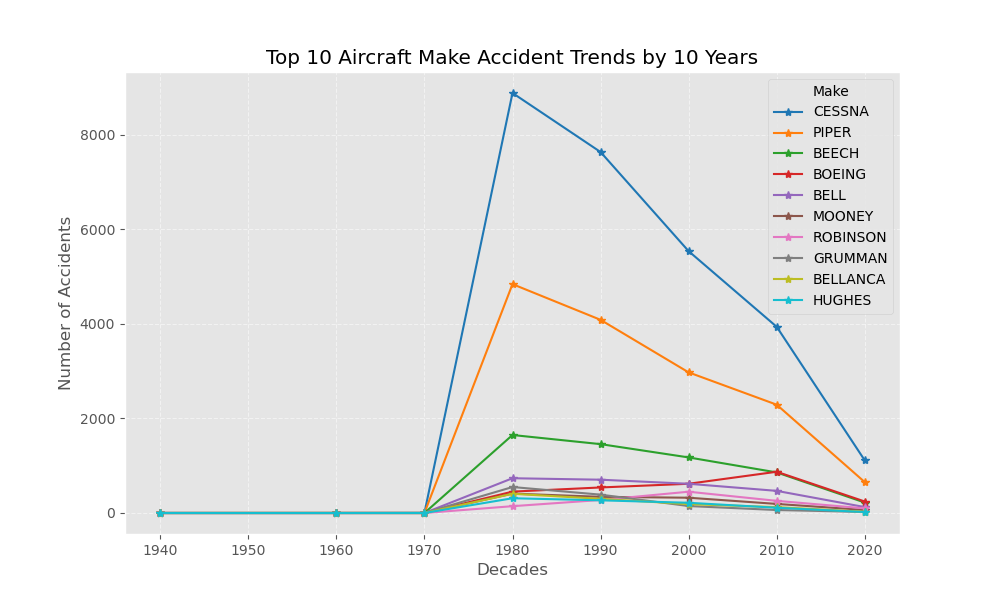 Top 10 Aircraft Make Accident Trends by 10 Years
Number of Accidents
8000
6000
4000
2000
0
Make
CESSNA
PIPER
BEECH
BOEING
BELL
MOONEY
ROBINSON
GRUMMAN
BELLANCA
HUGHES
1940 1950 1960 1970 1980 1990 2000 2010 2020
Decades